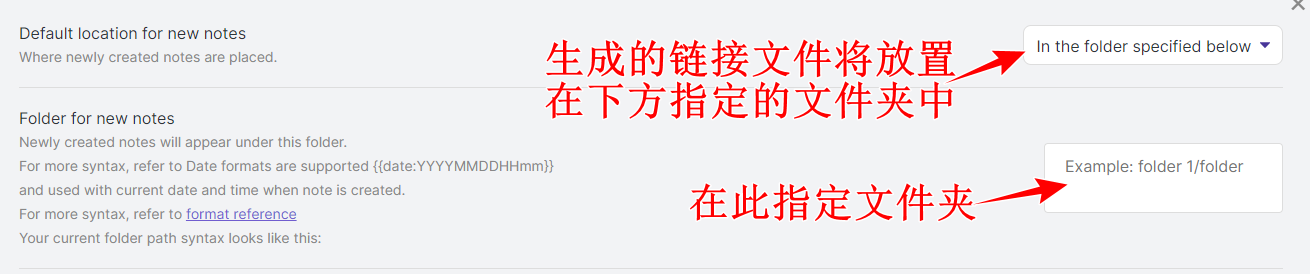 Default location for new notes
Where newly created notes are placed.
In the folder specified below
生成的链接文件将放置
在下方指定的文件夹中
Folder for new notes
Newly created notes will appear under this folder.
For more syntax, refer to Date formats are supported {{date:YYYYMMDDHHmm}}
and used with current date and time when note is created.
For more syntax, refer to format reference
Your current folder path syntax looks like this:
Example: folder 1/folder
在此指定文件夹